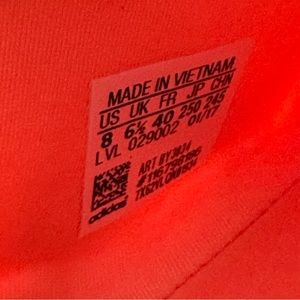 MADE IN VIETNAM
US UK FR JP CHN
8 6½ 40 250 245
LVL 029002 01/17
ART BY3034
adidas